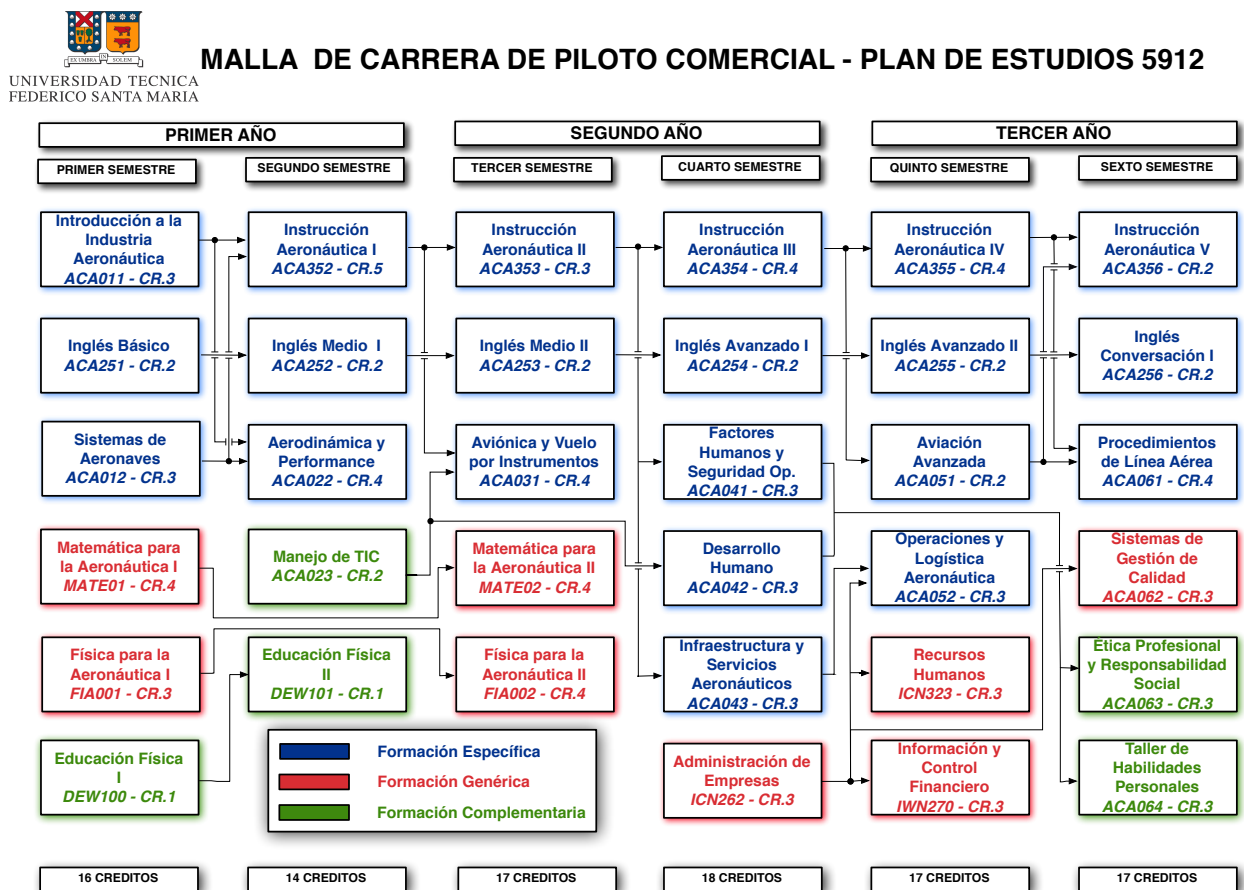 EX UMBRA IN SOLEM
UNIVERSIDAD TECNICA
FEDERICO SANTA MARIA
MALLA DE CARRERA DE PILOTO COMERCIAL - PLAN DE ESTUDIOS 5912
PRIMER AÑO
SEGUNDO AÑO
TERCER AÑO
PRIMER SEMESTRE
SEGUNDO SEMESTRE
TERCER SEMESTRE
CUARTO SEMESTRE
QUINTO SEMESTRE
SEXTO SEMESTRE
Introducción a la
Industria
Aeronáutica
ACA011 - CR.3
Instrucción
Aeronáutica I
ACA352 - CR.5
Instrucción
Aeronáutica II
ACA353 - CR.3
Instrucción
Aeronáutica III
ACA354 - CR.4
Instrucción
Aeronáutica IV
ACA355 - CR.4
Instrucción
Aeronáutica V
ACA356 - CR.2
Inglés Básico
ACA251 - CR.2
Inglés Medio I
ACA252 - CR.2
Inglés Medio II
ACA253 - CR.2
Inglés Avanzado I
ACA254 - CR.2
Inglés Avanzado II
ACA255 - CR.2
Inglés
Conversación I
ACA256 - CR.2
Sistemas de
Aeronaves
ACA012 - CR.3
Aerodinámica y
Performance
ACA022 - CR.4
Aviónica y Vuelo
por Instrumentos
ACA031 - CR.4
Factores
Humanos y
Seguridad Op.
ACA041 - CR.3
Aviación
Avanzada
ACA051 - CR.2
Procedimientos
de Línea Aérea
ACA061 - CR.4
Matemática para
la Aeronáutica I
MATE01 - CR.4
Manejo de TIC
ACA023 - CR.2
Matemática para
la Aeronáutica II
MATE02 - CR.4
Desarrollo
Humano
ACA042 - CR.3
Operaciones y
Logística
Aeronáutica
ACA052 - CR.3
Sistemas de
Gestión de
Calidad
ACA062 - CR.3
Física para la
Aeronáutica I
FIA001 - CR.3
Educación Física
II
DEW101 - CR.1
Física para la
Aeronáutica II
FIA002 - CR.4
Infraestructura y
Servicios
Aeronáuticos
ACA043 - CR.3
Recursos
Humanos
ICN323 - CR.3
Ética Profesional
y Responsabilidad
Social
ACA063 - CR.3
Educación Física
I
DEW100 - CR.1
Formación Específica
Formación Genérica
Formación Complementaria
Administración de
Empresas
ICN262 - CR.3
Información y
Control
Financiero
IWN270 - CR.3
Taller de
Habilidades
Personales
ACA064 - CR.3
16 CREDITOS
14 CREDITOS
17 CREDITOS
18 CREDITOS
17 CREDITOS
17 CREDITOS